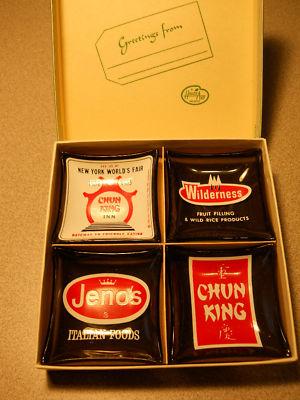 Greetings from
NEW YORK WORLD'S FAIR
CHUN
KING
INN
GATEWAY TO FRIENDLY EATING
Wilderness
FRUIT FILLING
& WILD RICE PRODUCTS
Jeno's
ITALIAN FOODS
CHUN
KING